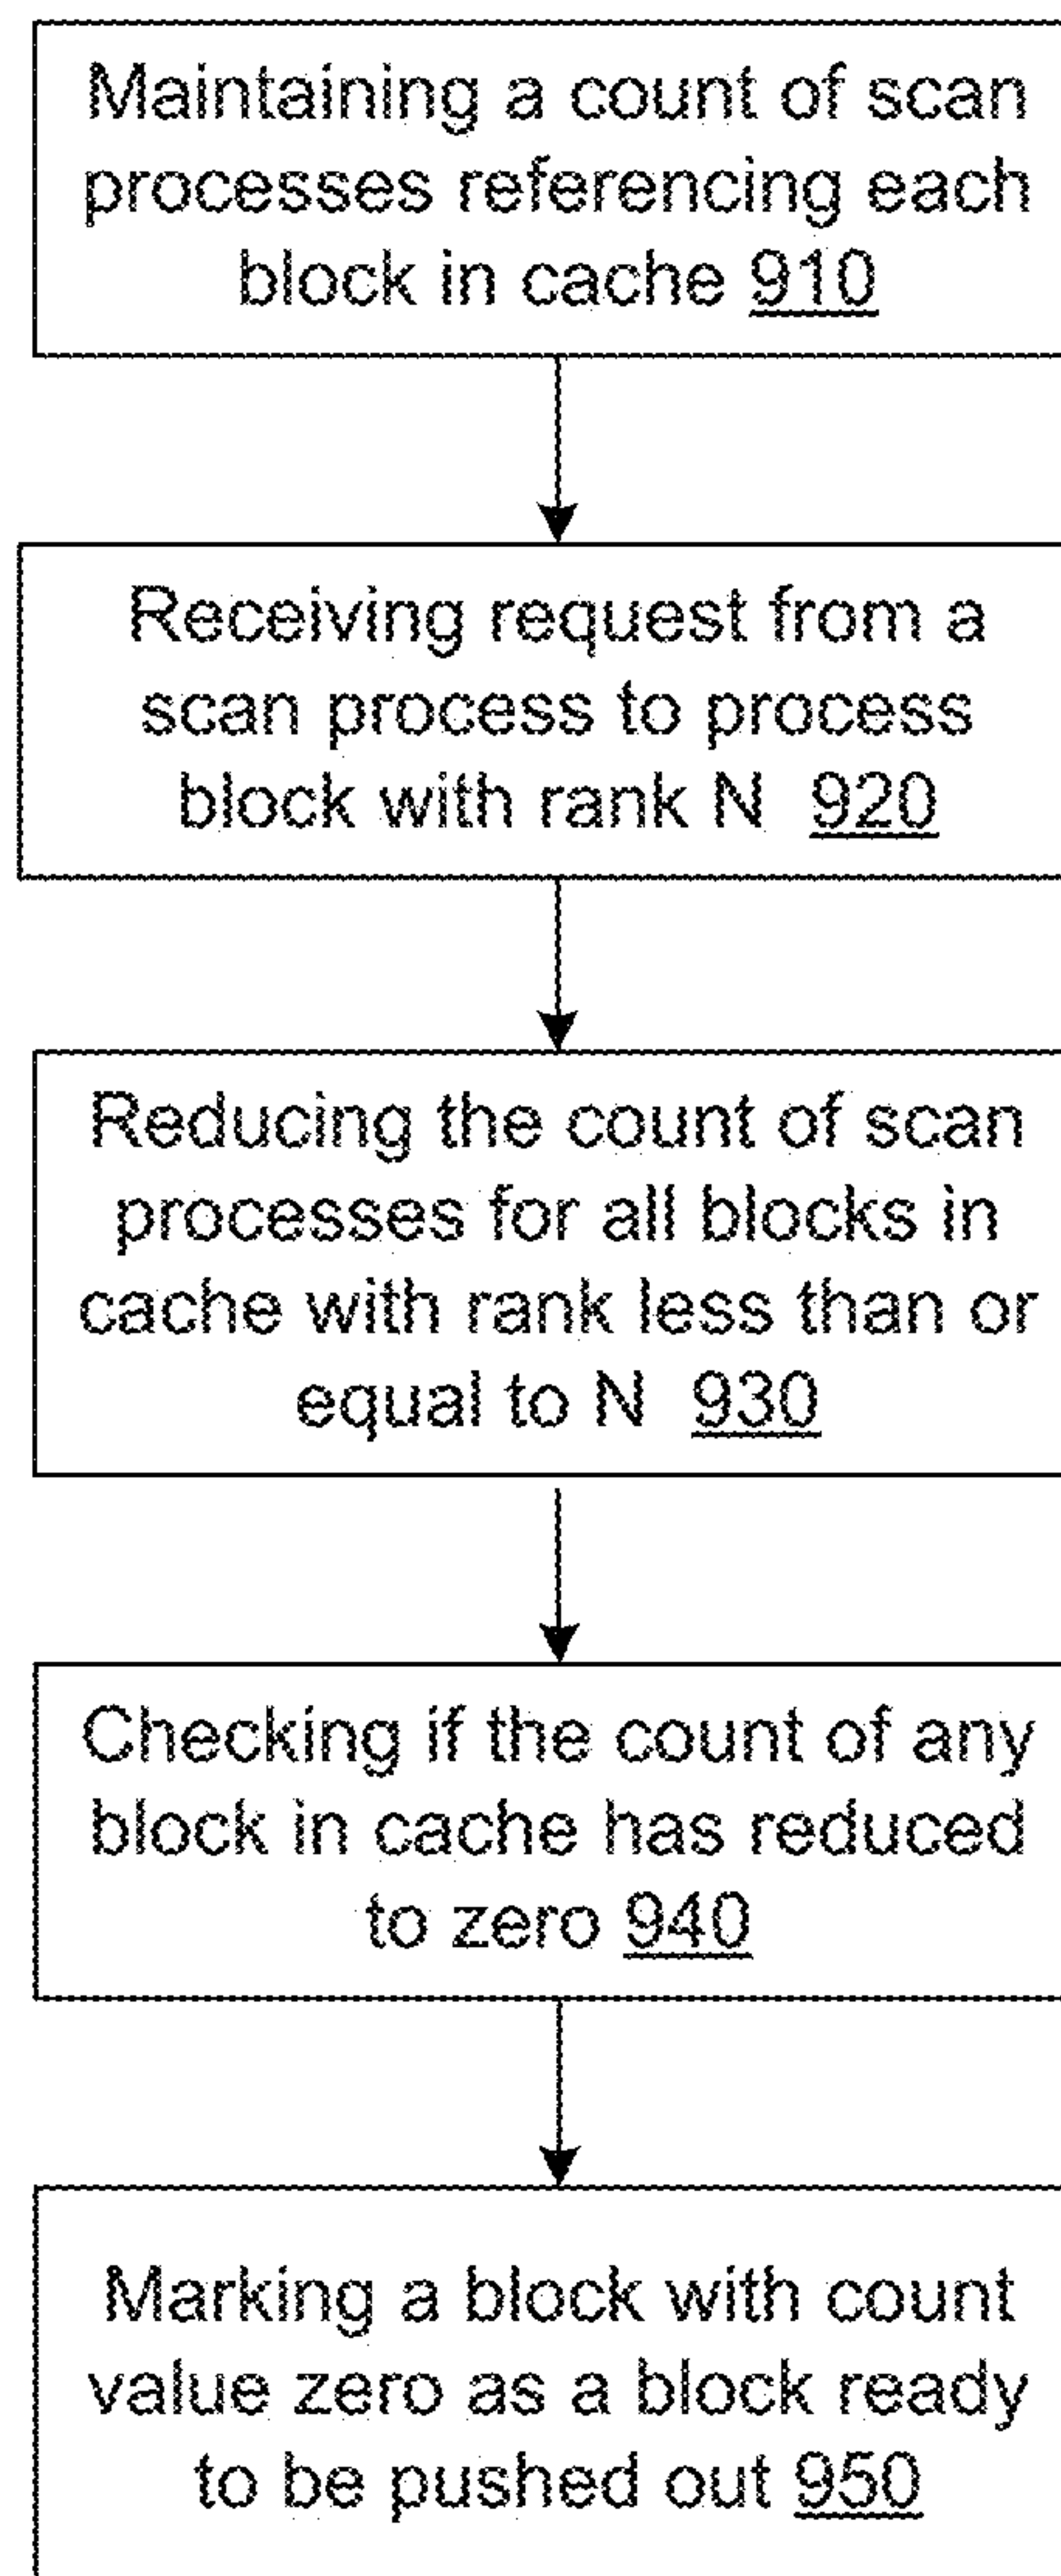 Maintaining a count of scan
processes referencing each
block in cache 910
Receiving request from a
scan process to process
block with rank N 920
Reducing the count of scan
processes for all blocks in
cache with rank less than or
equal to N 930
Checking if the count of any
block in cache has reduced
to zero 940
Marking a block with count
value zero as a block ready
to be pushed out 950